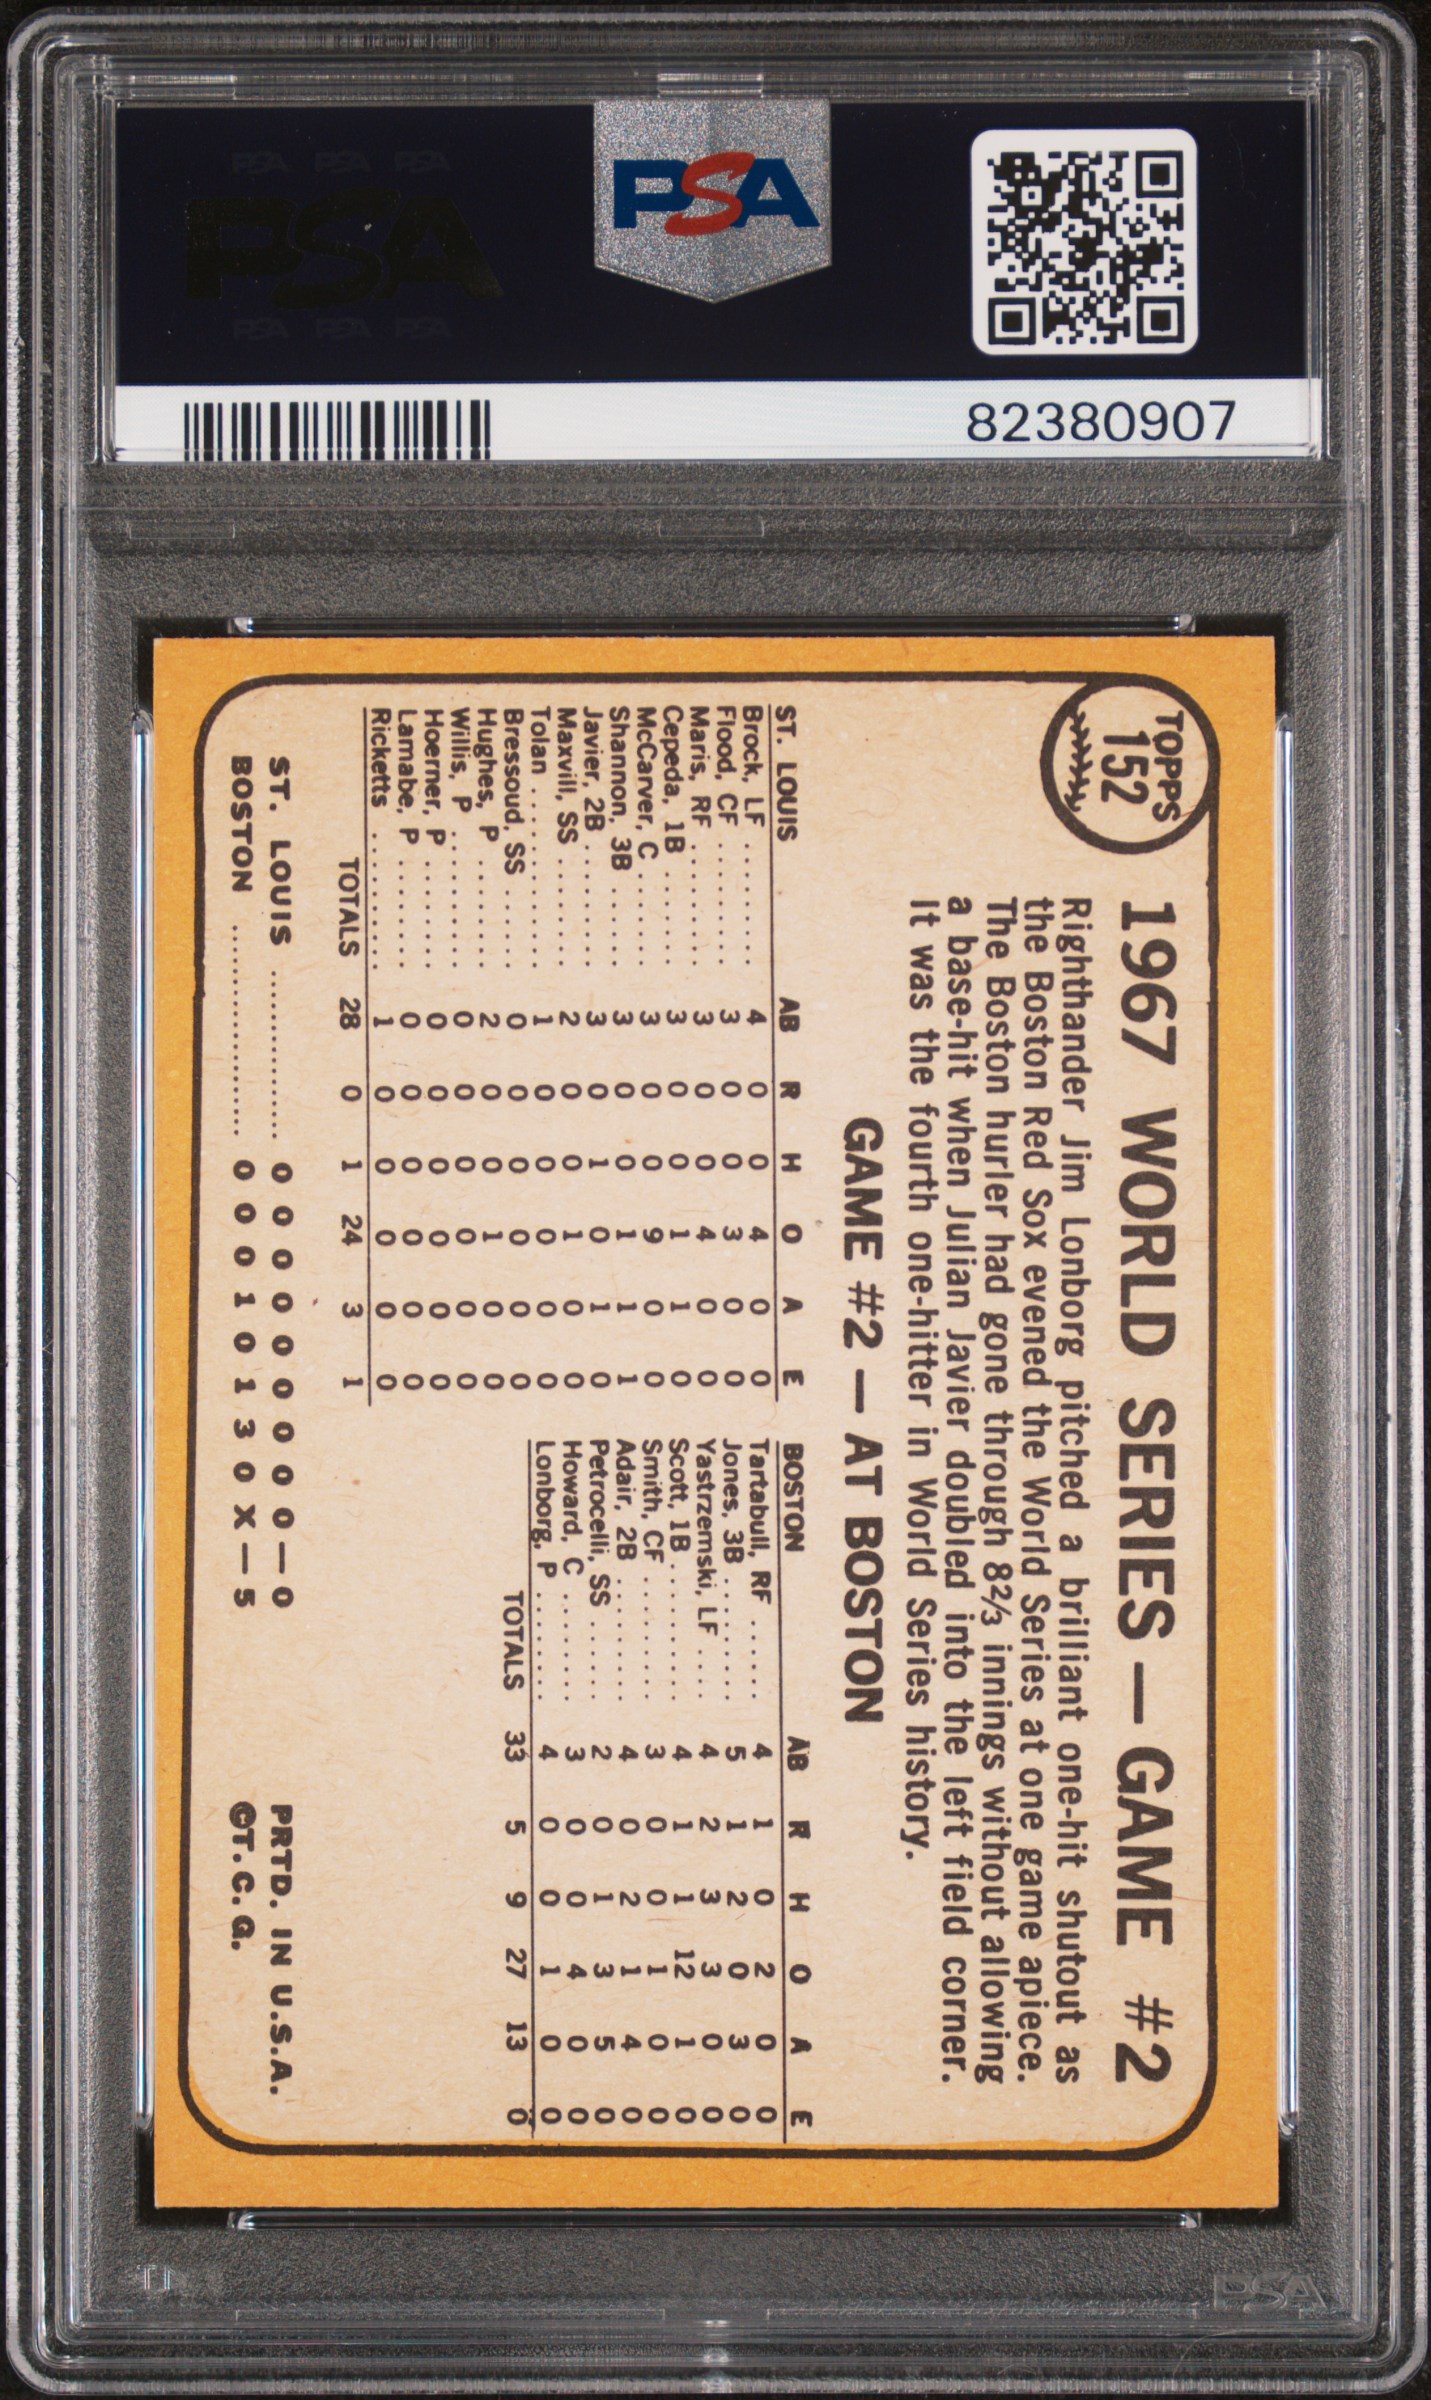 PSA PSA PSA
PSA
PSA PSA PSA
PSA
82380907
TOPPS
152
1967 WORLD SERIES — GAME #2
Righthander Jim Lonborg pitched a brilliant one-hit shutout as
the Boston Red Sox evened the World Series at one game apiece.
The Boston hurler had gone through 8⅔ innings without allowing
a base-hit when Julian Javier doubled into the left field corner.
It was the fourth one-hitter in World Series history.
GAME #2 — AT BOSTON
ST. LOUIS AB R H O A E
Brock, LF ......... 4 0 0 4 0 0
Flood, CF ......... 3 0 0 3 0 0
Maris, RF ......... 3 0 0 4 0 0
Cepeda, 1B ....... 3 0 0 1 1 0
McCarver, C ....... 3 0 0 9 0 0
Shannon, 3B ...... 3 0 0 1 1 1
Javier, 2B ......... 3 0 1 0 1 0
Maxvill, SS ........ 2 0 0 1 0 0
Tolan ............. 1 0 0 0 0 0
Bressoud, SS ...... 0 0 0 0 0 0
Hughes, P ........ 2 0 0 1 0 0
Willis, P .......... 0 0 0 0 0 0
Hoerner, P ........ 0 0 0 0 0 0
Lamabe, P ........ 0 0 0 0 0 0
Ricketts ........... 1 0 0 0 0 0
TOTALS 28 0 1 24 3 1
BOSTON AB R H O A E
Tartabull, RF ...... 4 1 0 2 0 0
Jones, 3B ......... 5 1 2 0 3 0
Yastrzemski, LF .... 4 2 3 3 0 0
Scott, 1B .......... 4 1 1 12 1 0
Smith, CF ......... 3 0 0 1 0 0
Adair, 2B ......... 4 0 2 1 4 0
Petrocelli, SS ...... 2 0 1 3 5 0
Howard, C ........ 3 0 0 4 0 0
Lonborg, P ........ 4 0 0 1 0 0
TOTALS 33 5 9 27 13 0
ST. LOUIS .................. 0 0 0 0 0 0 0 0 0 — 0
BOSTON ...................... 0 0 0 1 0 1 3 0 X — 5
PRTD. IN U.S.A.
©T.C.G.
PSA